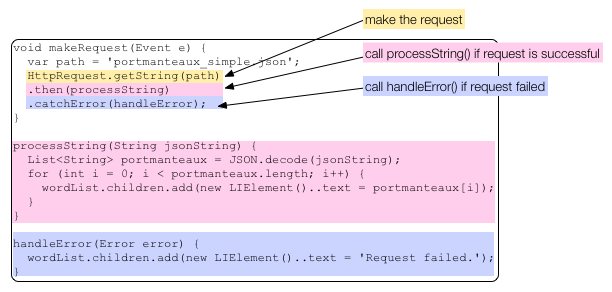 make the request
void makeRequest(Event e) {
var path = 'portmanteaux_simple.json';
call processString() if request is successful
HttpRequest.getString(path)
.then(processString)
call handleError() if request failed
.catchError(handleError);
}
processString(String jsonString) {
List<String> portmanteaux = JSON.decode(jsonString);
for (int i = 0; i < portmanteaux.length; i++) {
wordList.children.add(new LIElement()..text = portmanteaux[i]);
}
}
handleError(Error error) {
wordList.children.add(new LIElement()..text = 'Request failed.');
}